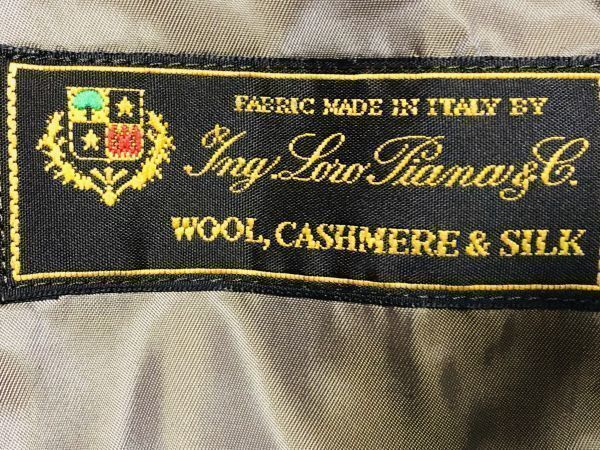 FABRIC MADE IN ITALY BY
Ing. Loro Piana & C.
WOOL, CASHMERE & SILK